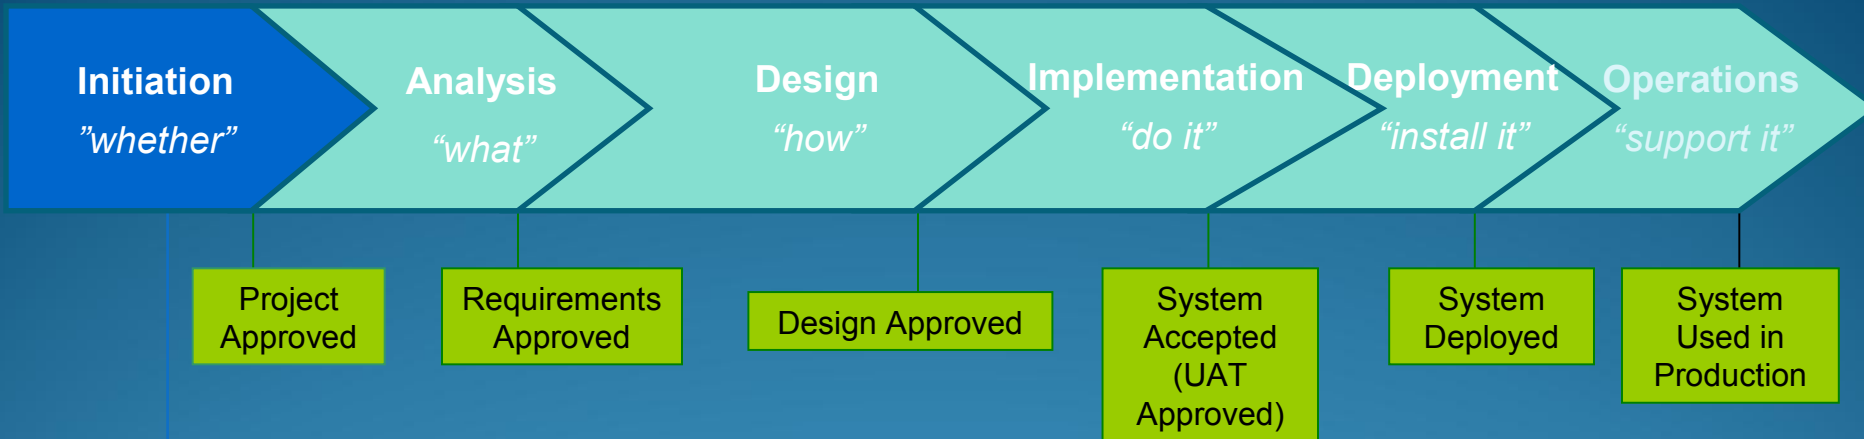 Initiation
”whether”
Analysis
“what”
Design
“how”
Implementation
“do it”
Deployment
“install it”
Operations
“support it”
Project
Approved
Requirements
Approved
Design Approved
System
Accepted
(UAT
Approved)
System
Deployed
System
Used in
Production